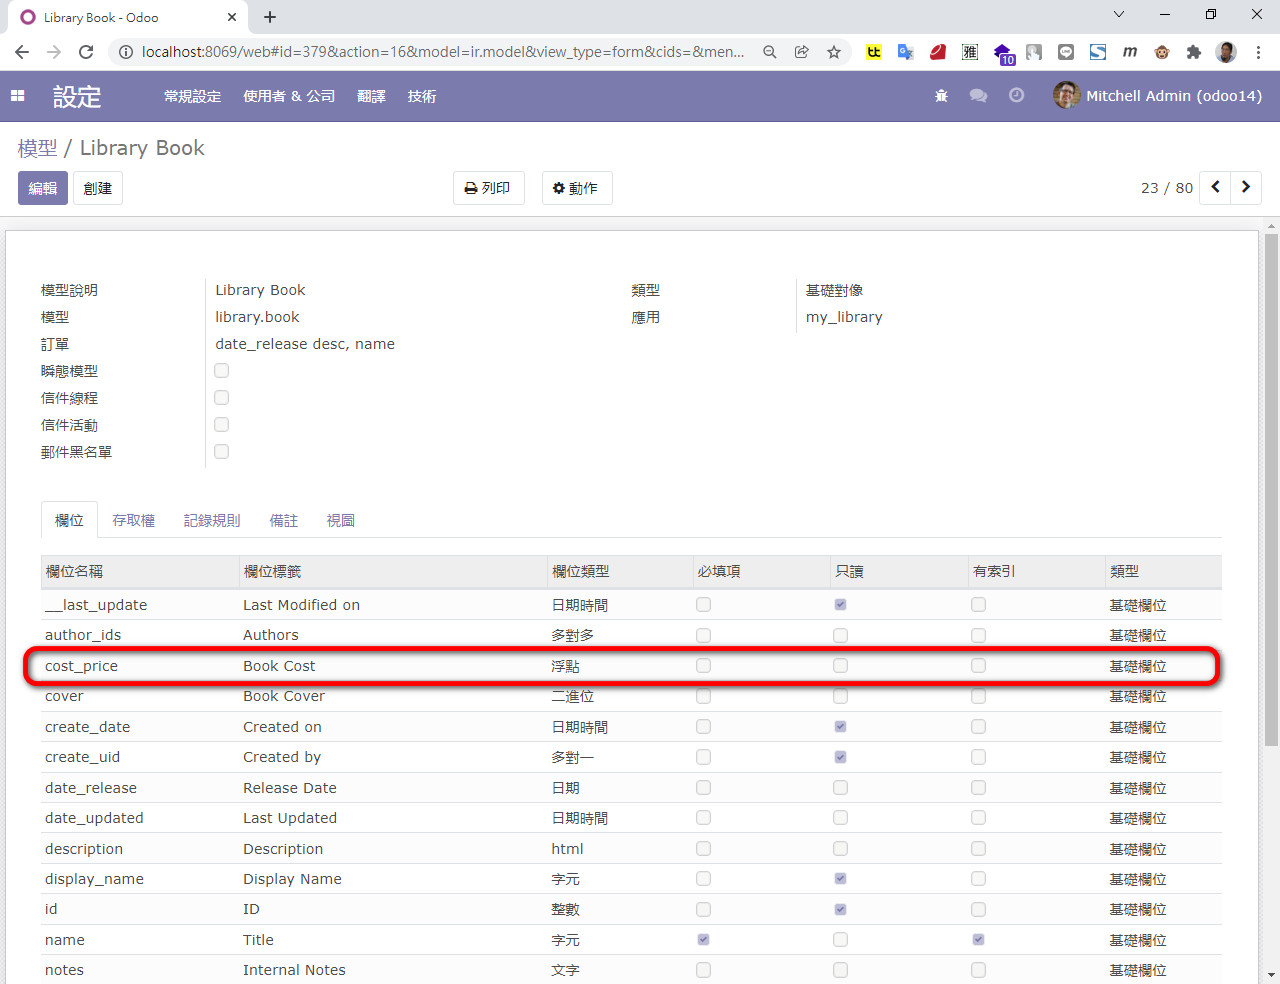 Library Book - Odoo
localhost:8069/web#id=379&action=16&model=ir.model&view_type=form&cids=&men...
tt
雅
10
m
設定 常規設定 使用者 & 公司 翻譯 技術 Mitchell Admin (odoo14)
模型 / Library Book
編輯 創建 列印 動作 23 / 80
模型說明 Library Book 類型 基礎對像
模型 library.book 應用 my_library
訂單 date_release desc, name
瞬態模型
信件線程
信件活動
郵件黑名單
欄位 存取權 記錄規則 備註 視圖
欄位名稱 欄位標籤 欄位類型 必填項 只讀 有索引 類型
__last_update Last Modified on 日期時間 基礎欄位
author_ids Authors 多對多 基礎欄位
cost_price Book Cost 浮點 基礎欄位
cover Book Cover 二進位 基礎欄位
create_date Created on 日期時間 基礎欄位
create_uid Created by 多對一 基礎欄位
date_release Release Date 日期 基礎欄位
date_updated Last Updated 日期時間 基礎欄位
description Description html 基礎欄位
display_name Display Name 字元 基礎欄位
id ID 整數 基礎欄位
name Title 字元 基礎欄位
notes Internal Notes 文字 基礎欄位